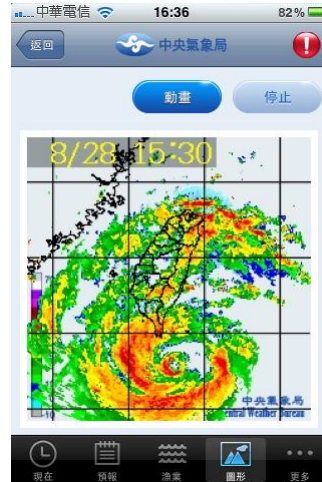 中華電信 16:36 82%
返回 中央氣象局
動畫 停止
8/28 15:30
中央氣象局
Central Weather Bureau
現在 預報 漁業 圖形 更多